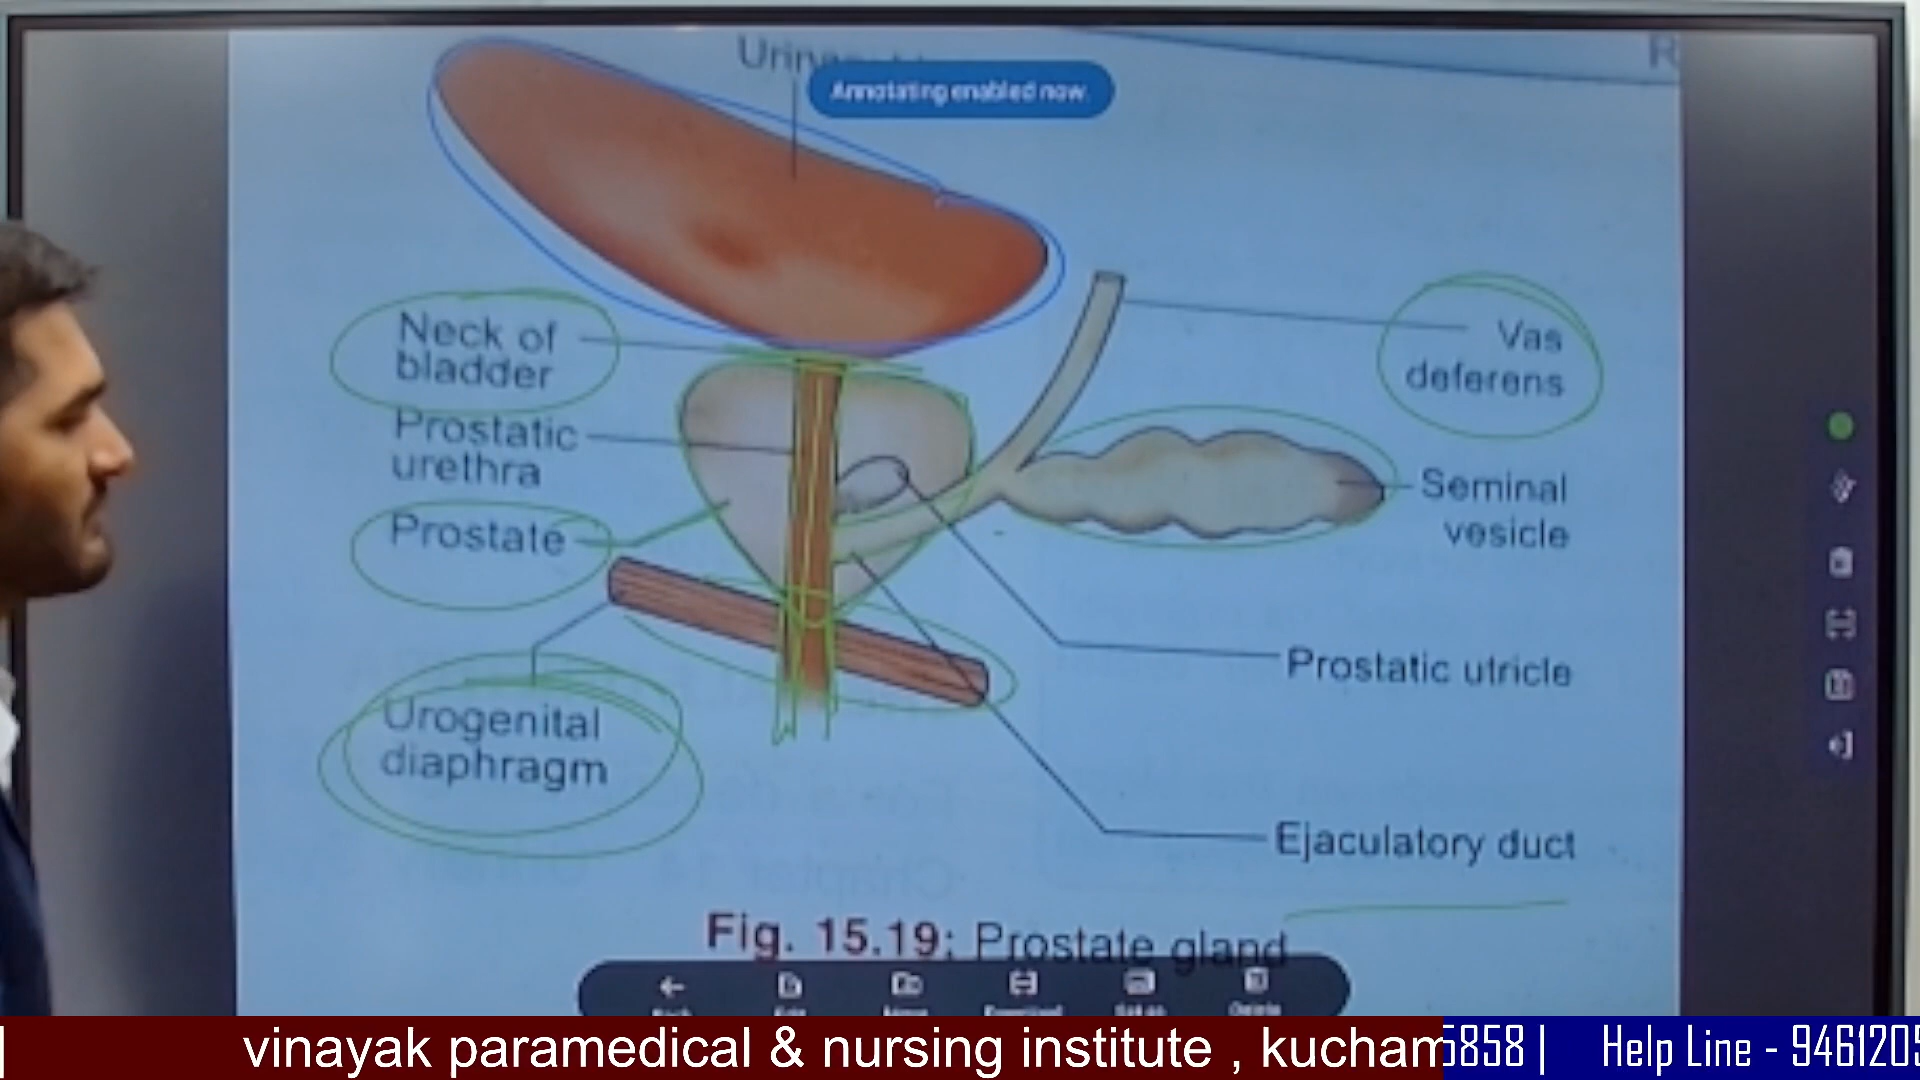 Annotating enabled now.
R
Neck of
bladder
Vas
deferens
Prostatic
urethra
Seminal
vesicle
Prostate
Prostatic utricle
Urogenital
diaphragm
Ejaculatory duct
Fig. 15.19: Prostate gland
vinayak paramedical & nursing institute , kucham
5858 | Help Line - 9461205